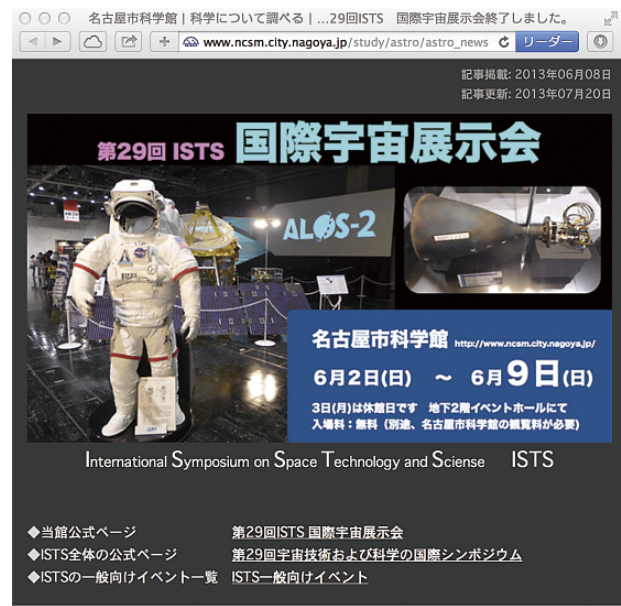 名古屋市科学館 | 科学について調べる | ...29回ISTS 国際宇宙展示会終了しました。
www.ncsm.city.nagoya.jp/study/astro/astro_news
リーダー
記事掲載: 2013年06月08日
記事更新: 2013年07月20日
第29回 ISTS 国際宇宙展示会
ALOS-2
名古屋市科学館 http://www.ncsm.city.nagoya.jp/
6月2日(日) ~ 6月9日(日)
3日(月)は休館日です 地下2階イベントホールにて
入場料:無料(別途、名古屋市科学館の観覧料が必要)
International Symposium on Space Technology and Sciense ISTS
◆当館公式ページ 第29回ISTS 国際宇宙展示会
◆ISTS全体の公式ページ 第29回宇宙技術および科学の国際シンポジウム
◆ISTSの一般向けイベント一覧 ISTS一般向けイベント